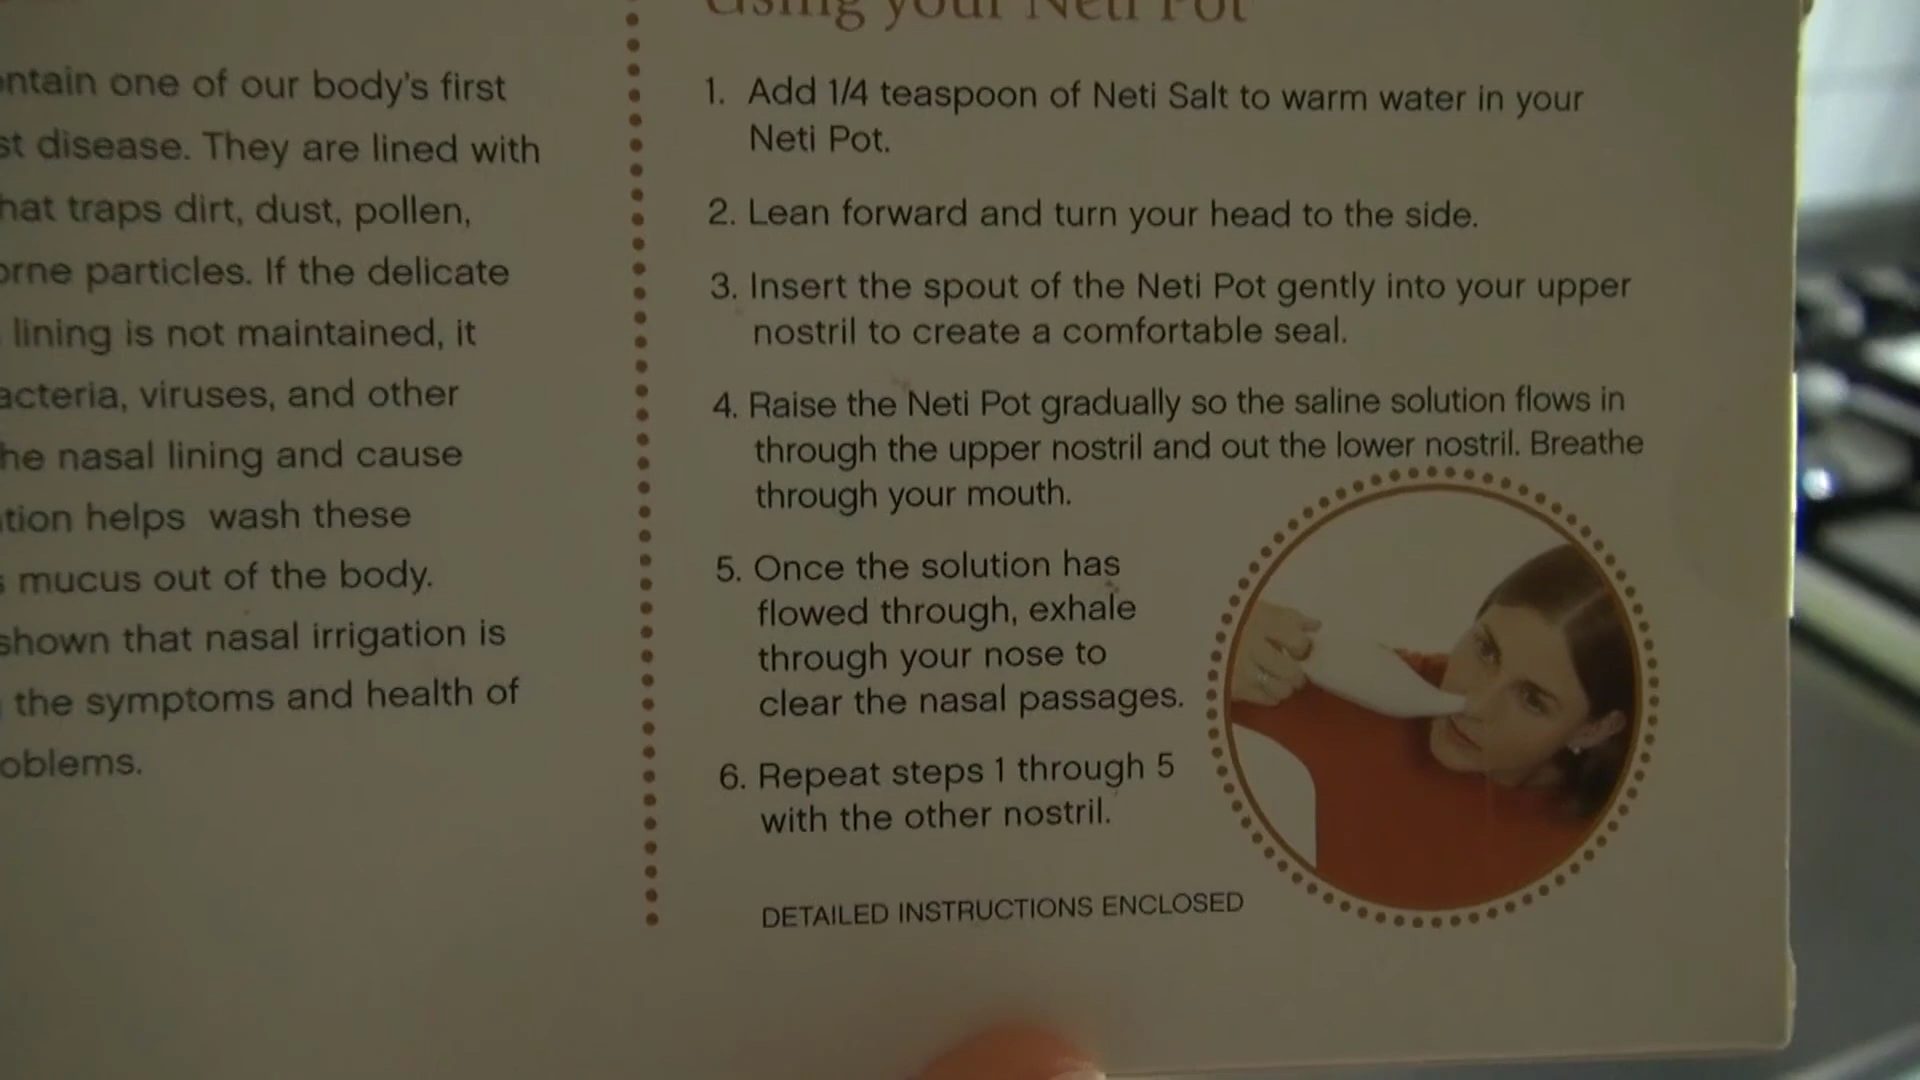 ontain one of our body's first
st disease. They are lined with
hat traps dirt, dust, pollen,
orne particles. If the delicate
lining is not maintained, it
acteria, viruses, and other
he nasal lining and cause
tion helps wash these
s mucus out of the body.
shown that nasal irrigation is
the symptoms and health of
oblems.
Using your Neti Pot
1. Add 1/4 teaspoon of Neti Salt to warm water in your
Neti Pot.
2. Lean forward and turn your head to the side.
3. Insert the spout of the Neti Pot gently into your upper
nostril to create a comfortable seal.
4. Raise the Neti Pot gradually so the saline solution flows in
through the upper nostril and out the lower nostril. Breathe
through your mouth.
5. Once the solution has
flowed through, exhale
through your nose to
clear the nasal passages.
6. Repeat steps 1 through 5
with the other nostril.
DETAILED INSTRUCTIONS ENCLOSED